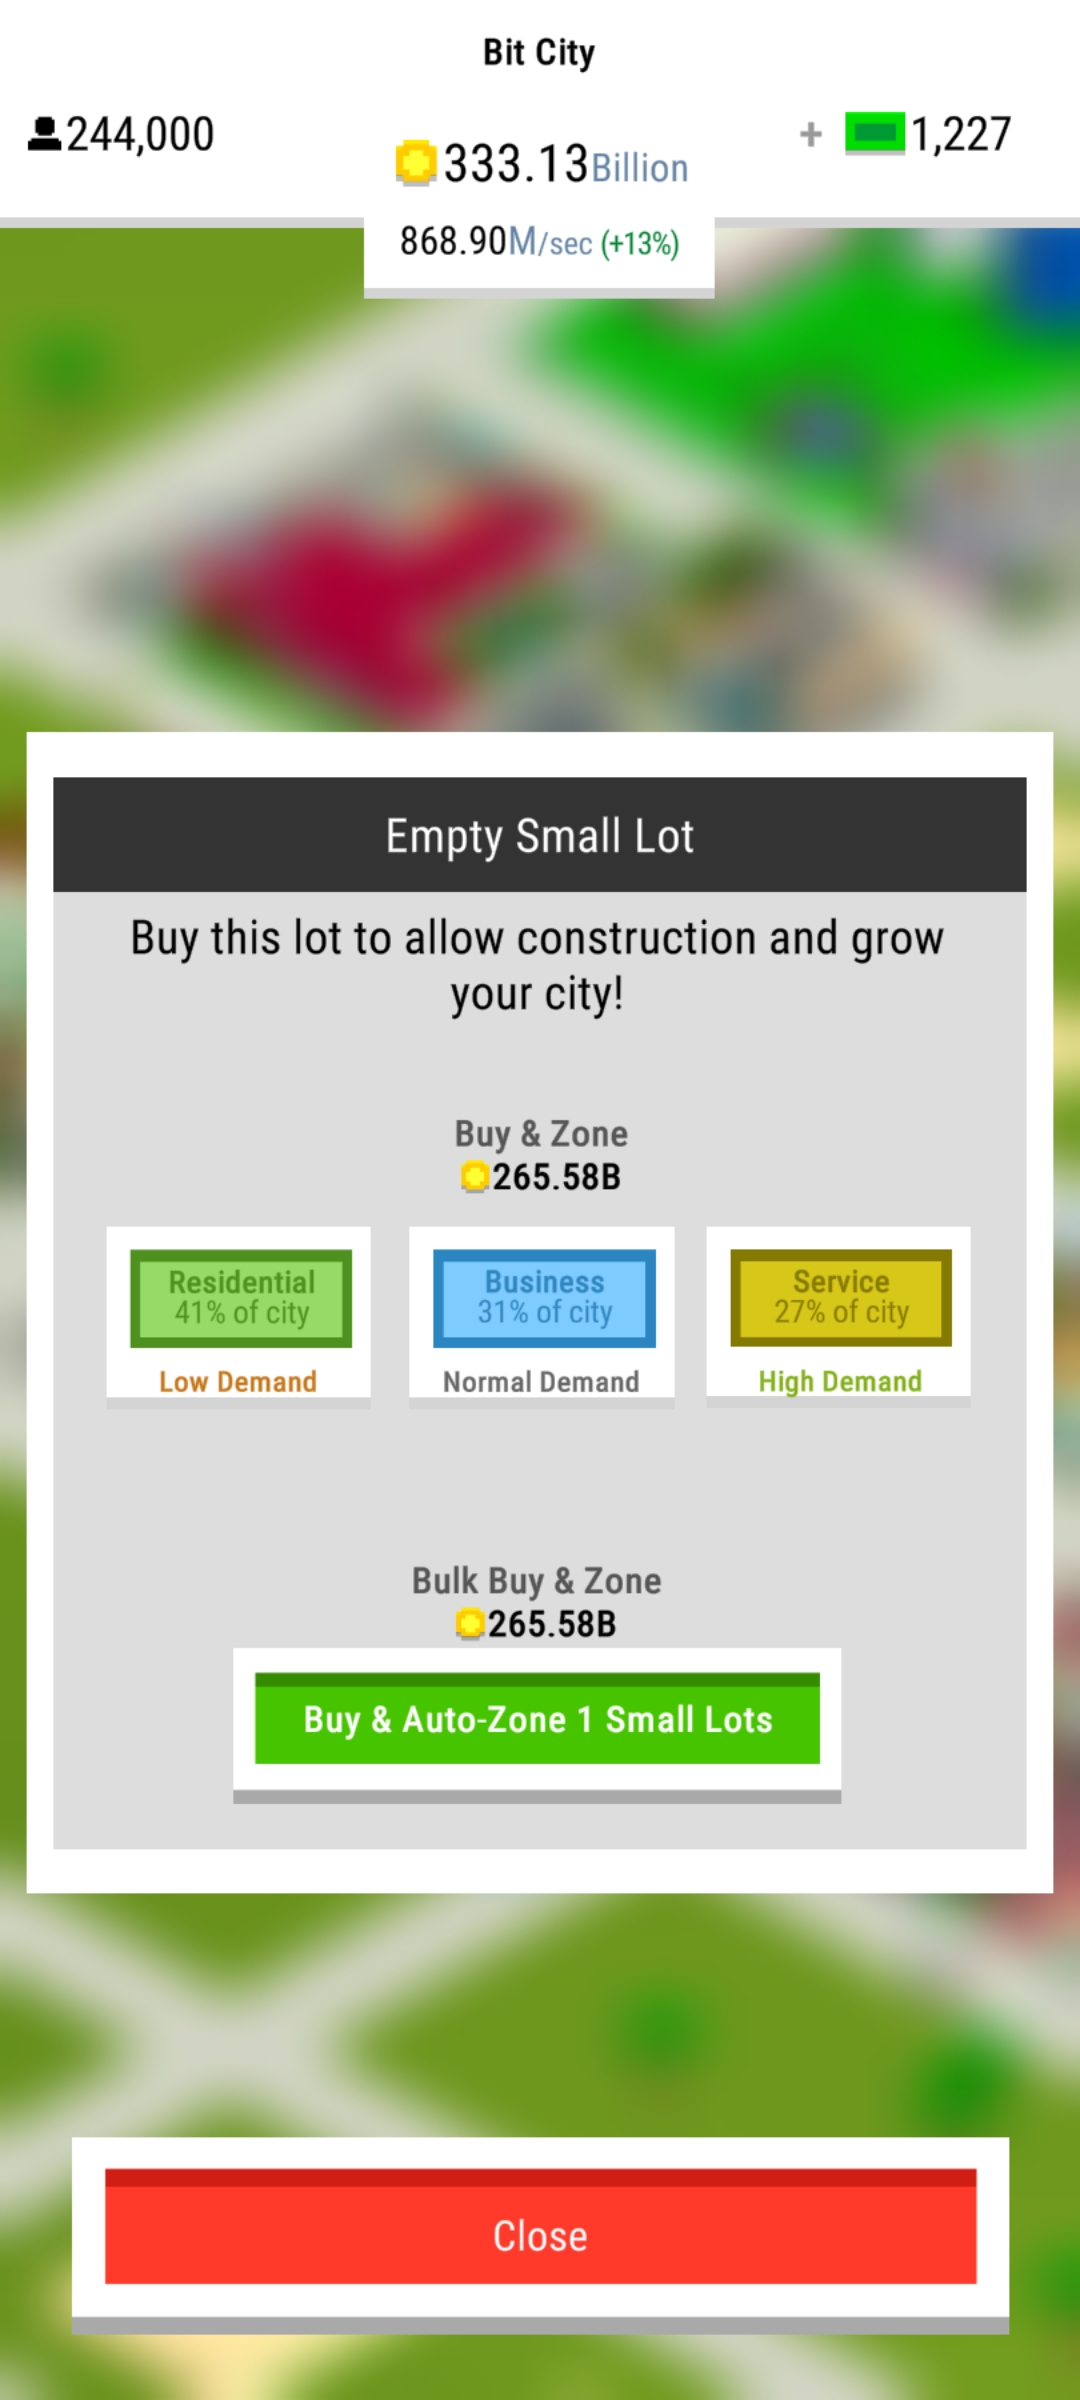 Bit City
244,000
333.13Billion
+ 1,227
868.90M/sec (+13%)
Empty Small Lot
Buy this lot to allow construction and grow
your city!
Buy & Zone
265.58B
Residential
41% of city
Low Demand
Business
31% of city
Normal Demand
Service
27% of city
High Demand
Bulk Buy & Zone
265.58B
Buy & Auto-Zone 1 Small Lots
Close